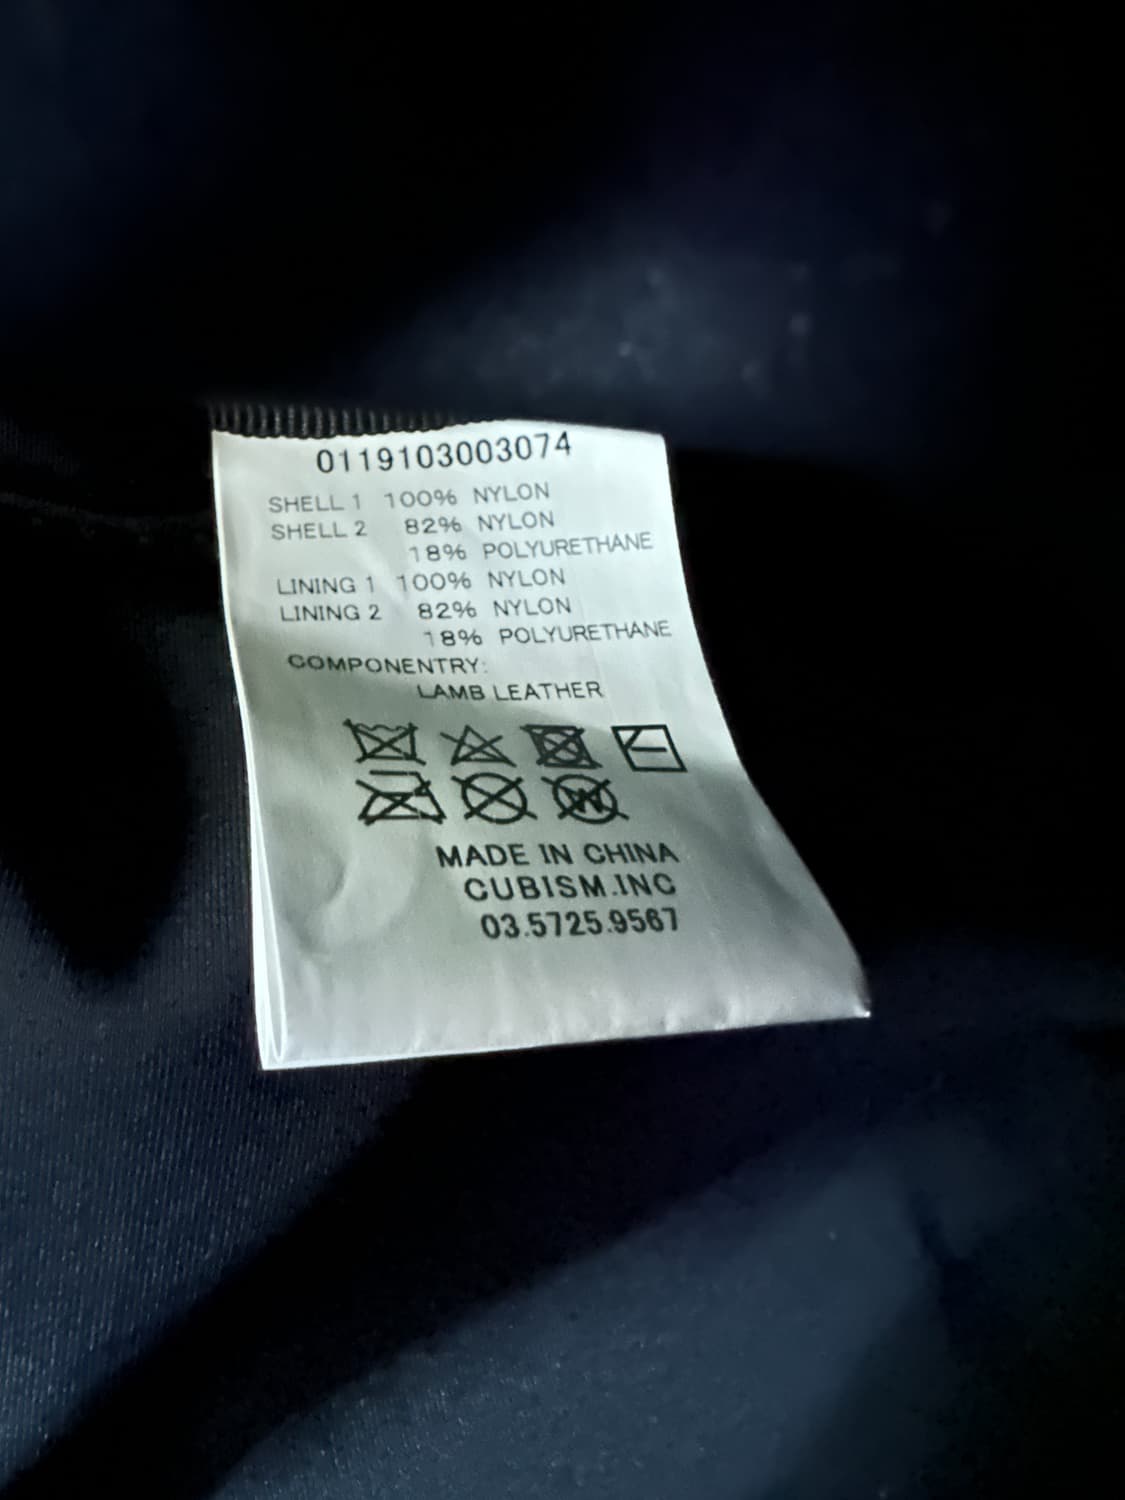 0119103003074
SHELL 1 100% NYLON
SHELL 2 82% NYLON
18% POLYURETHANE
LINING 1 100% NYLON
LINING 2 82% NYLON
18% POLYURETHANE
COMPONENTRY:
LAMB LEATHER
W
MADE IN CHINA
CUBISM.INC
03.5725.9567